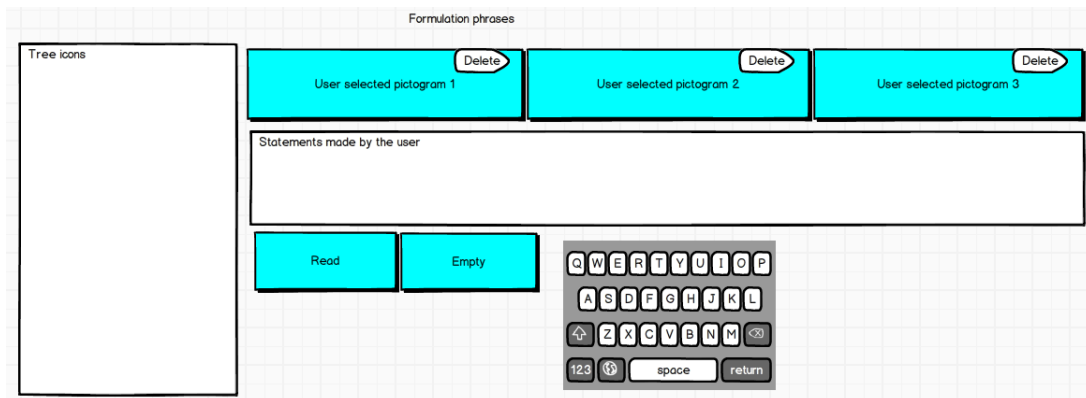 Formulation phrases
Tree icons
Delete
User selected pictogram 1
Delete
User selected pictogram 2
Delete
User selected pictogram 3
Statements made by the user
Read
Empty
Q W E R T Y U I O P
A S D F G H J K L
Z X C V B N M
123 space return